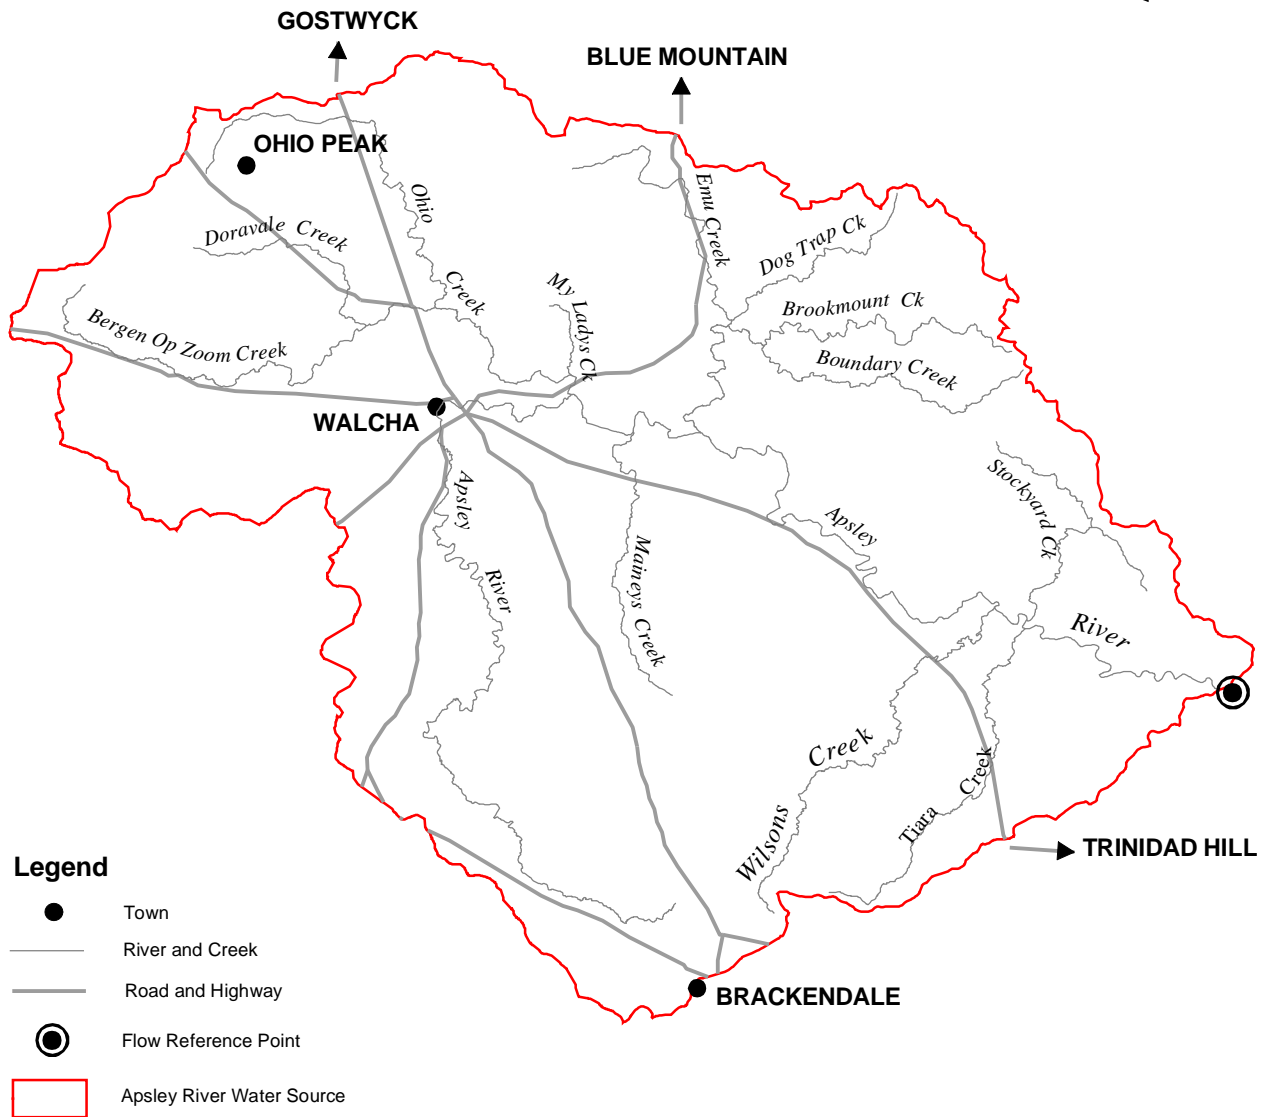 GOSTWYCK
BLUE MOUNTAIN
OHIO PEAK
Ohio
Creek
Emu Creek
Dog Trap Ck
Doravale Creek
My Ladys Ck
Brookmount Ck
Bergen Op Zoom Creek
Boundary Creek
WALCHA
Apsley
River
Stockyard Ck
Apsley
River
Maineys Creek
Wilsons
Creek
Tiara
Creek
TRINIDAD HILL
BRACKENDALE
Legend
Town
River and Creek
Road and Highway
Flow Reference Point
Apsley River Water Source